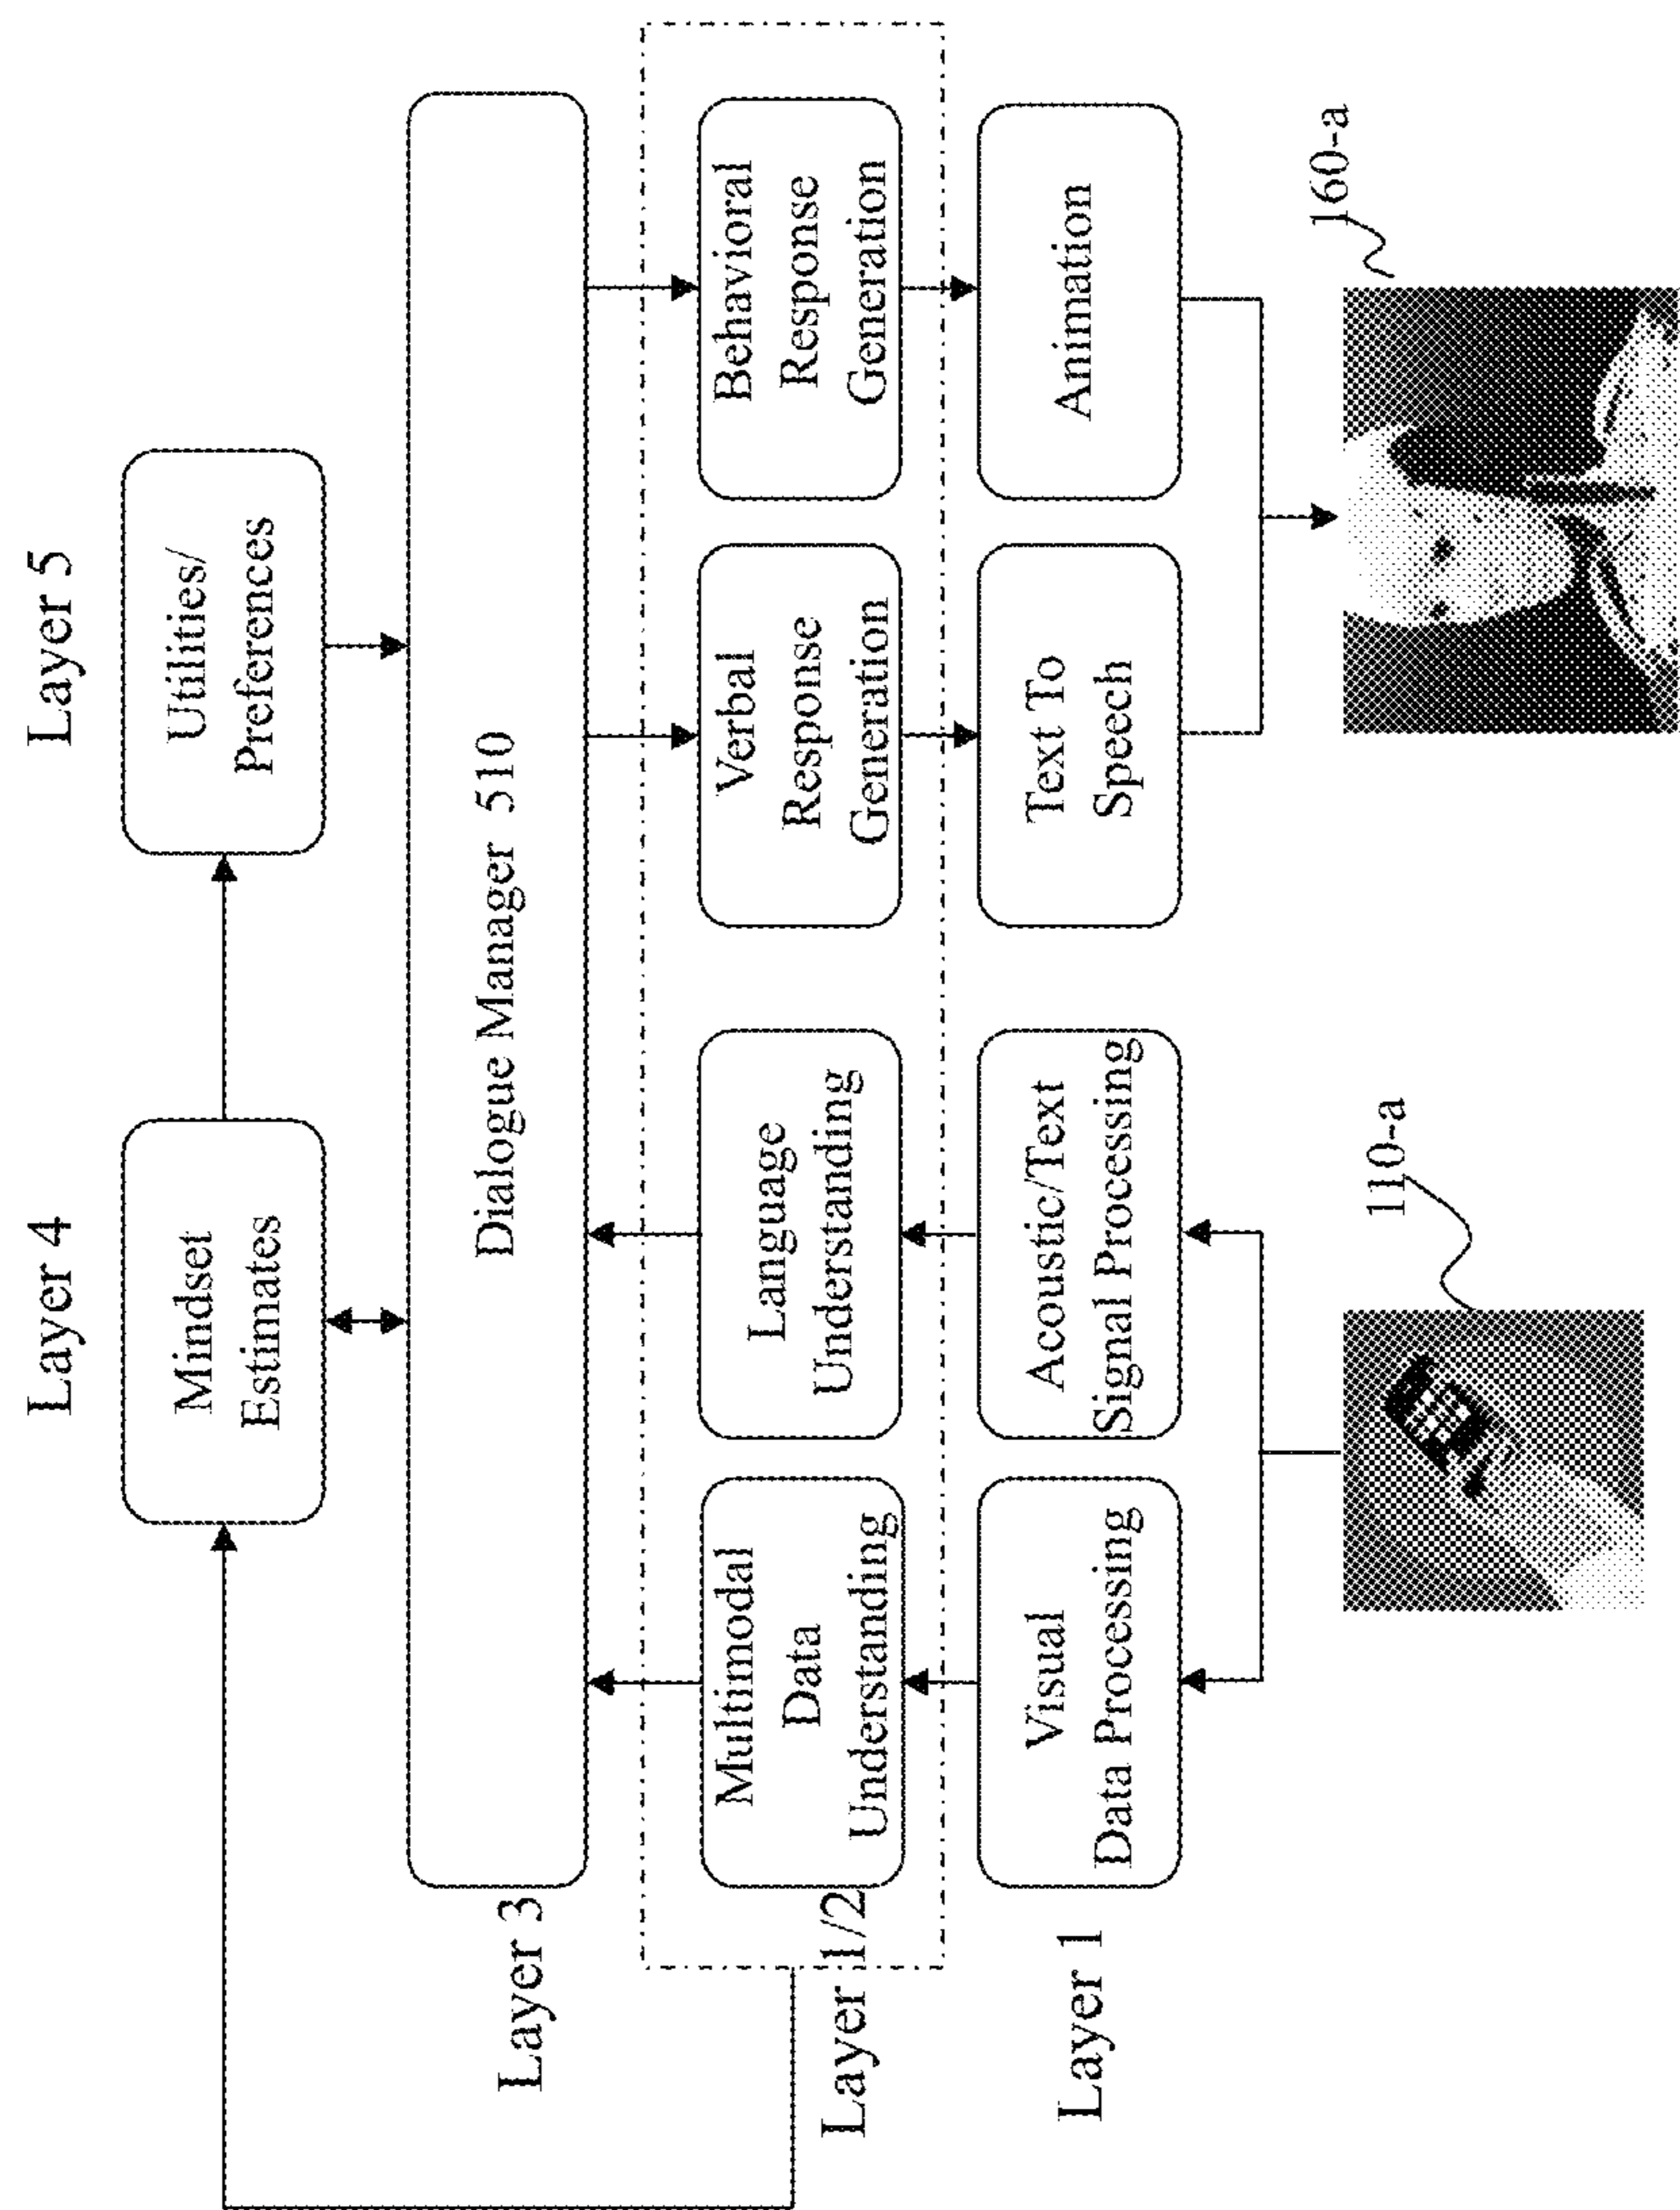 Layer 4
Layer 5
Mindset
Estimates
Utilities/
Preferences
Dialogue Manager 510
Layer 3
Multimodal
Data
Understanding
Language
Understanding
Verbal
Response
Generation
Behavioral
Response
Generation
Layer 1/2
Visual
Data Processing
Acoustic/Text
Signal Processing
Text To
Speech
Animation
Layer 1
110-a
160-a